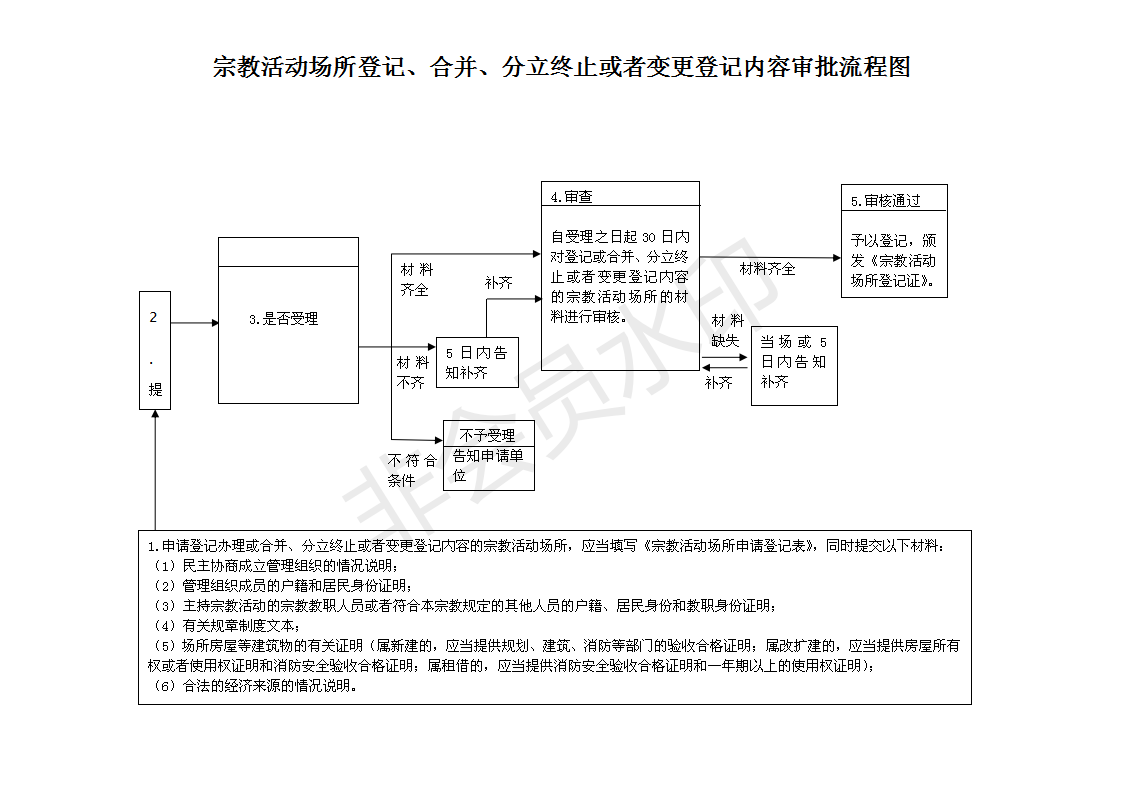 宗教活动场所登记、合并、分立终止或者变更登记内容审批流程图
2
.
提
3.是否受理
材料
齐全
补齐
材料
不齐
5日内告
知补齐
不符合
条件
不予受理
告知申请单
位
4.审查
自受理之日起30日内
对登记或合并、分立终
止或者变更登记内容
的宗教活动场所的材
料进行审核。
材料齐全
材料
缺失
补齐
当场或5
日内告知
补齐
5.审核通过
予以登记，颁
发《宗教活动
场所登记证》。
1.申请登记办理或合并、分立终止或者变更登记内容的宗教活动场所，应当填写《宗教活动场所申请登记表》，同时提交以下材料：
（1）民主协商成立管理组织的情况说明；
（2）管理组织成员的户籍和居民身份证明；
（3）主持宗教活动的宗教教职人员或者符合本宗教规定的其他人员的户籍、居民身份和教职身份证明；
（4）有关规章制度文本；
（5）场所房屋等建筑物的有关证明（属新建的，应当提供规划、建筑、消防等部门的验收合格证明；属改扩建的，应当提供房屋所有
权或者使用权证明和消防安全验收合格证明；属租借的，应当提供消防安全验收合格证明和一年期以上的使用权证明）；
（6）合法的经济来源的情况说明。
非会员水印